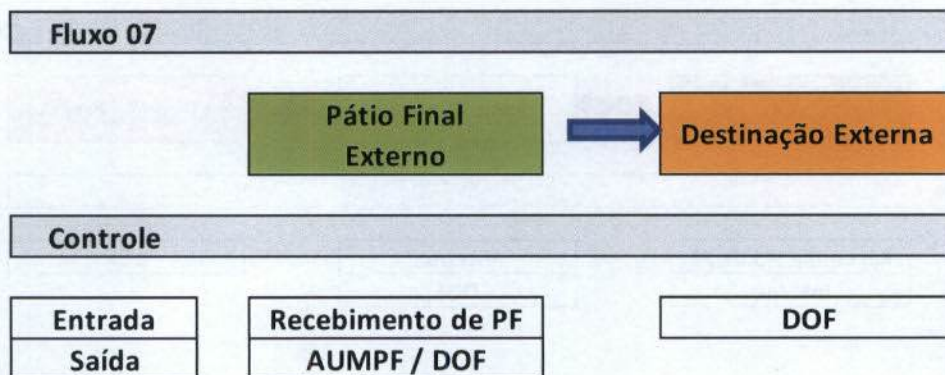 Fluxo 07
Pátio Final
Externo
Destinação Externa
Controle
Entrada
Recebimento de PF
DOF
Saída
AUMPF / DOF